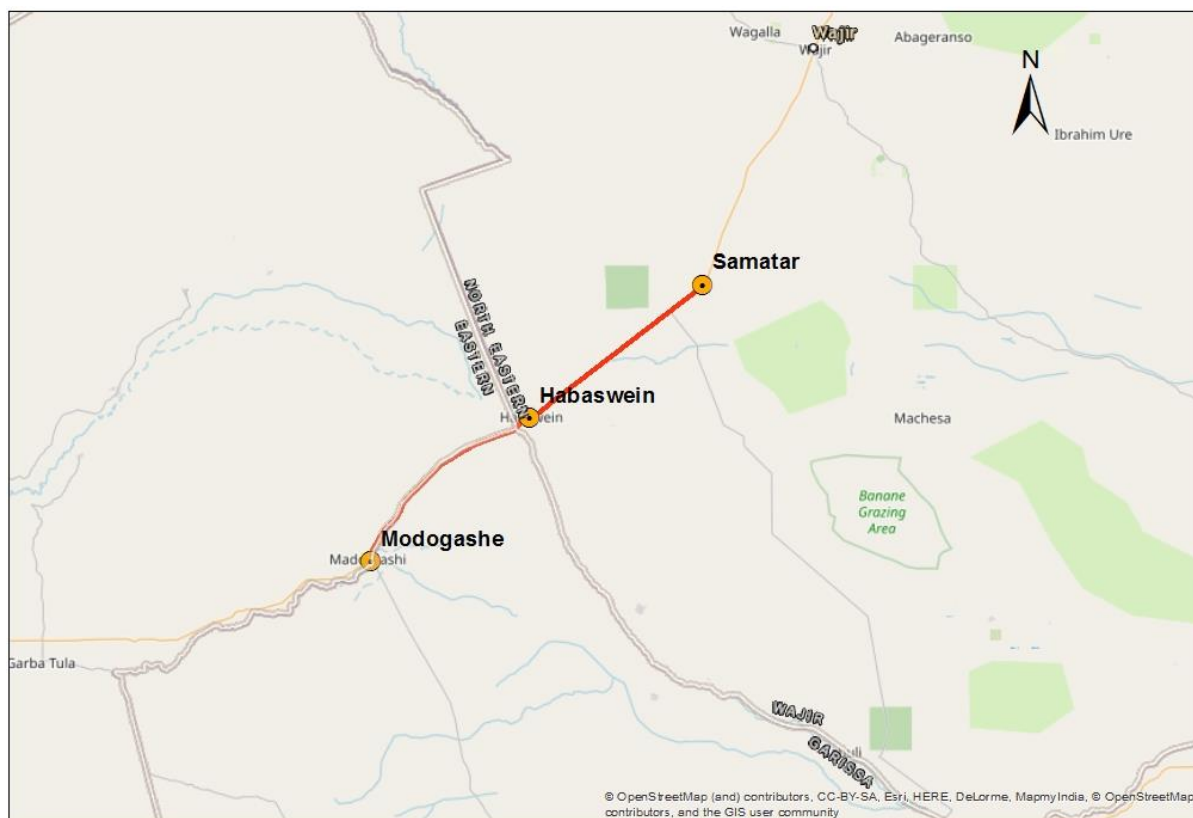 Wagalla
Wajir
Wajir
Abageranso
N
Ibrahim Ure
Samatar
NORTH EASTERN
EASTERN
Habaswein
Machesa
Banane
Grazing
Area
Modogashe
Garba Tula
WAJIR
GARISSA
© OpenStreetMap (and) contributors, CC-BY-SA, Esri, HERE, DeLorme, MapmyIndia, © OpenStreetMap
contributors, and the GIS user community